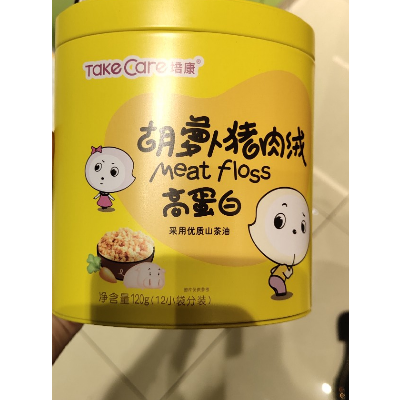 Take Care 培康®
胡萝卜猪肉绒
Meat floss
高蛋白
采用优质山茶油
净含量120g(12小袋分装)